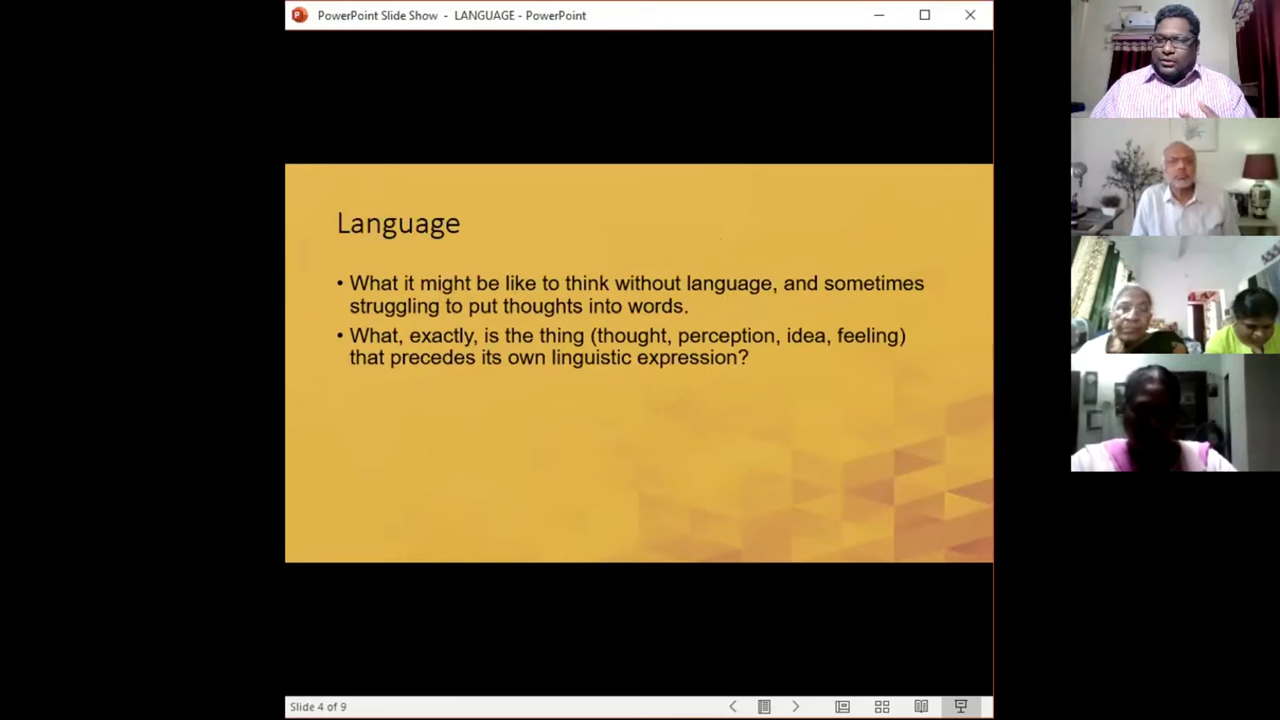 PowerPoint Slide Show - LANGUAGE - PowerPoint
Language
• What it might be like to think without language, and sometimes
struggling to put thoughts into words.
• What, exactly, is the thing (thought, perception, idea, feeling)
that precedes its own linguistic expression?
Slide 4 of 9